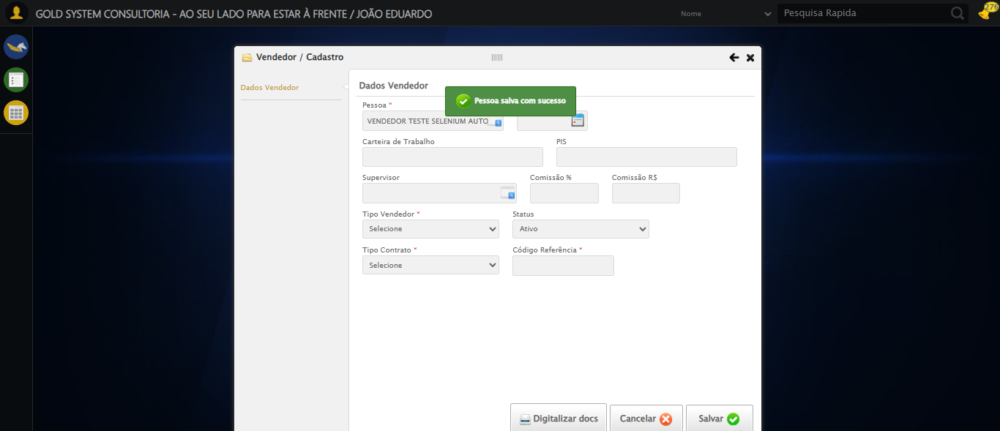 GOLD SYSTEM CONSULTORIA - AO SEU LADO PARA ESTAR À FRENTE / JOÃO EDUARDO
Nome
Pesquisa Rapida
276
Vendedor / Cadastro
Dados Vendedor
Dados Vendedor
Pessoa salva com sucesso
Pessoa *
VENDEDOR TESTE SELENIUM AUTO
Carteira de Trabalho
PIS
Supervisor
Comissão %
Comissão R$
Tipo Vendedor *
Status
Selecione
Ativo
Tipo Contrato *
Código Referência *
Selecione
Digitalizar docs
Cancelar
Salvar